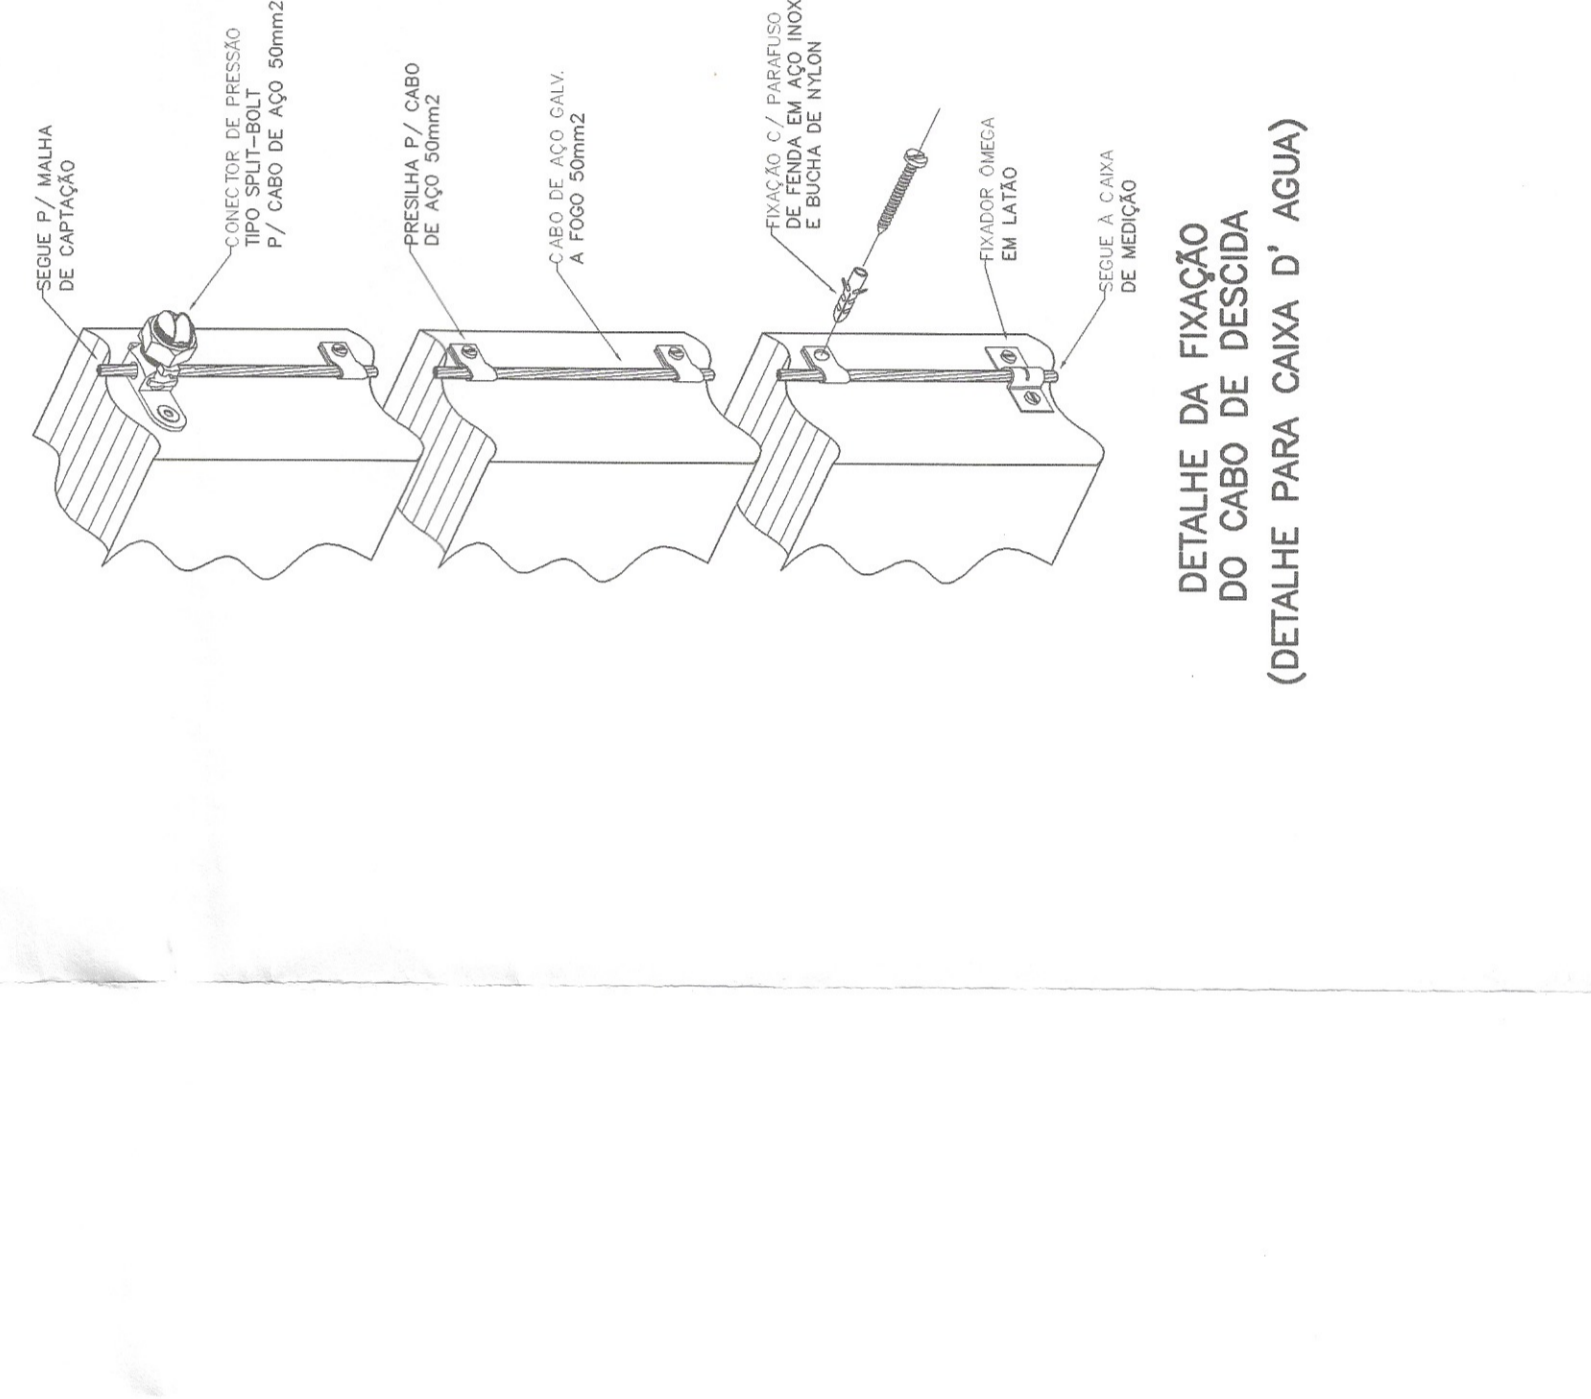 SEGUE P/ MALHA
DE CAPTAÇÃO
CONECTOR DE PRESSÃO
TIPO SPLIT-BOLT
P/ CABO DE AÇO 50mm2
PRESILHA P/ CABO
DE AÇO 50mm2
CABO DE AÇO GALV.
A FOGO 50mm2
FIXAÇÃO C/ PARAFUSO
DE FENDA EM AÇO INOX
E BUCHA DE NYLON
FIXADOR ÔMEGA
EM LATÃO
SEGUE À CAIXA
DE MEDIÇÃO
DETALHE DA FIXAÇÃO
DO CABO DE DESCIDA
(DETALHE PARA CAIXA D' AGUA)